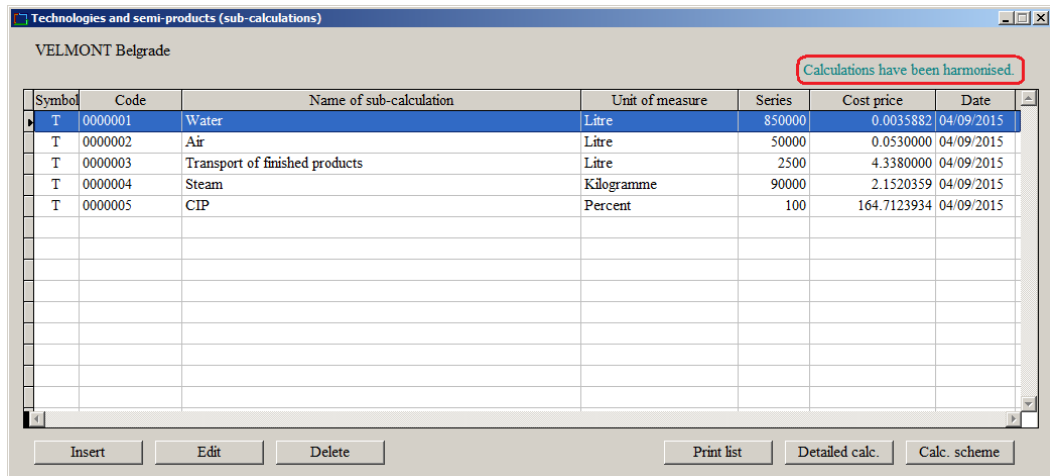 Technologies and semi-products (sub-calculations)
VELMONT Belgrade
Calculations have been harmonised.
Symbol Code Name of sub-calculation Unit of measure Series Cost price Date
T 0000001 Water Litre 850000 0.0035882 04/09/2015
T 0000002 Air Litre 50000 0.0530000 04/09/2015
T 0000003 Transport of finished products Litre 2500 4.3380000 04/09/2015
T 0000004 Steam Kilogramme 90000 2.1520359 04/09/2015
T 0000005 CIP Percent 100 164.7123934 04/09/2015
Insert Edit Delete Print list Detailed calc. Calc. scheme